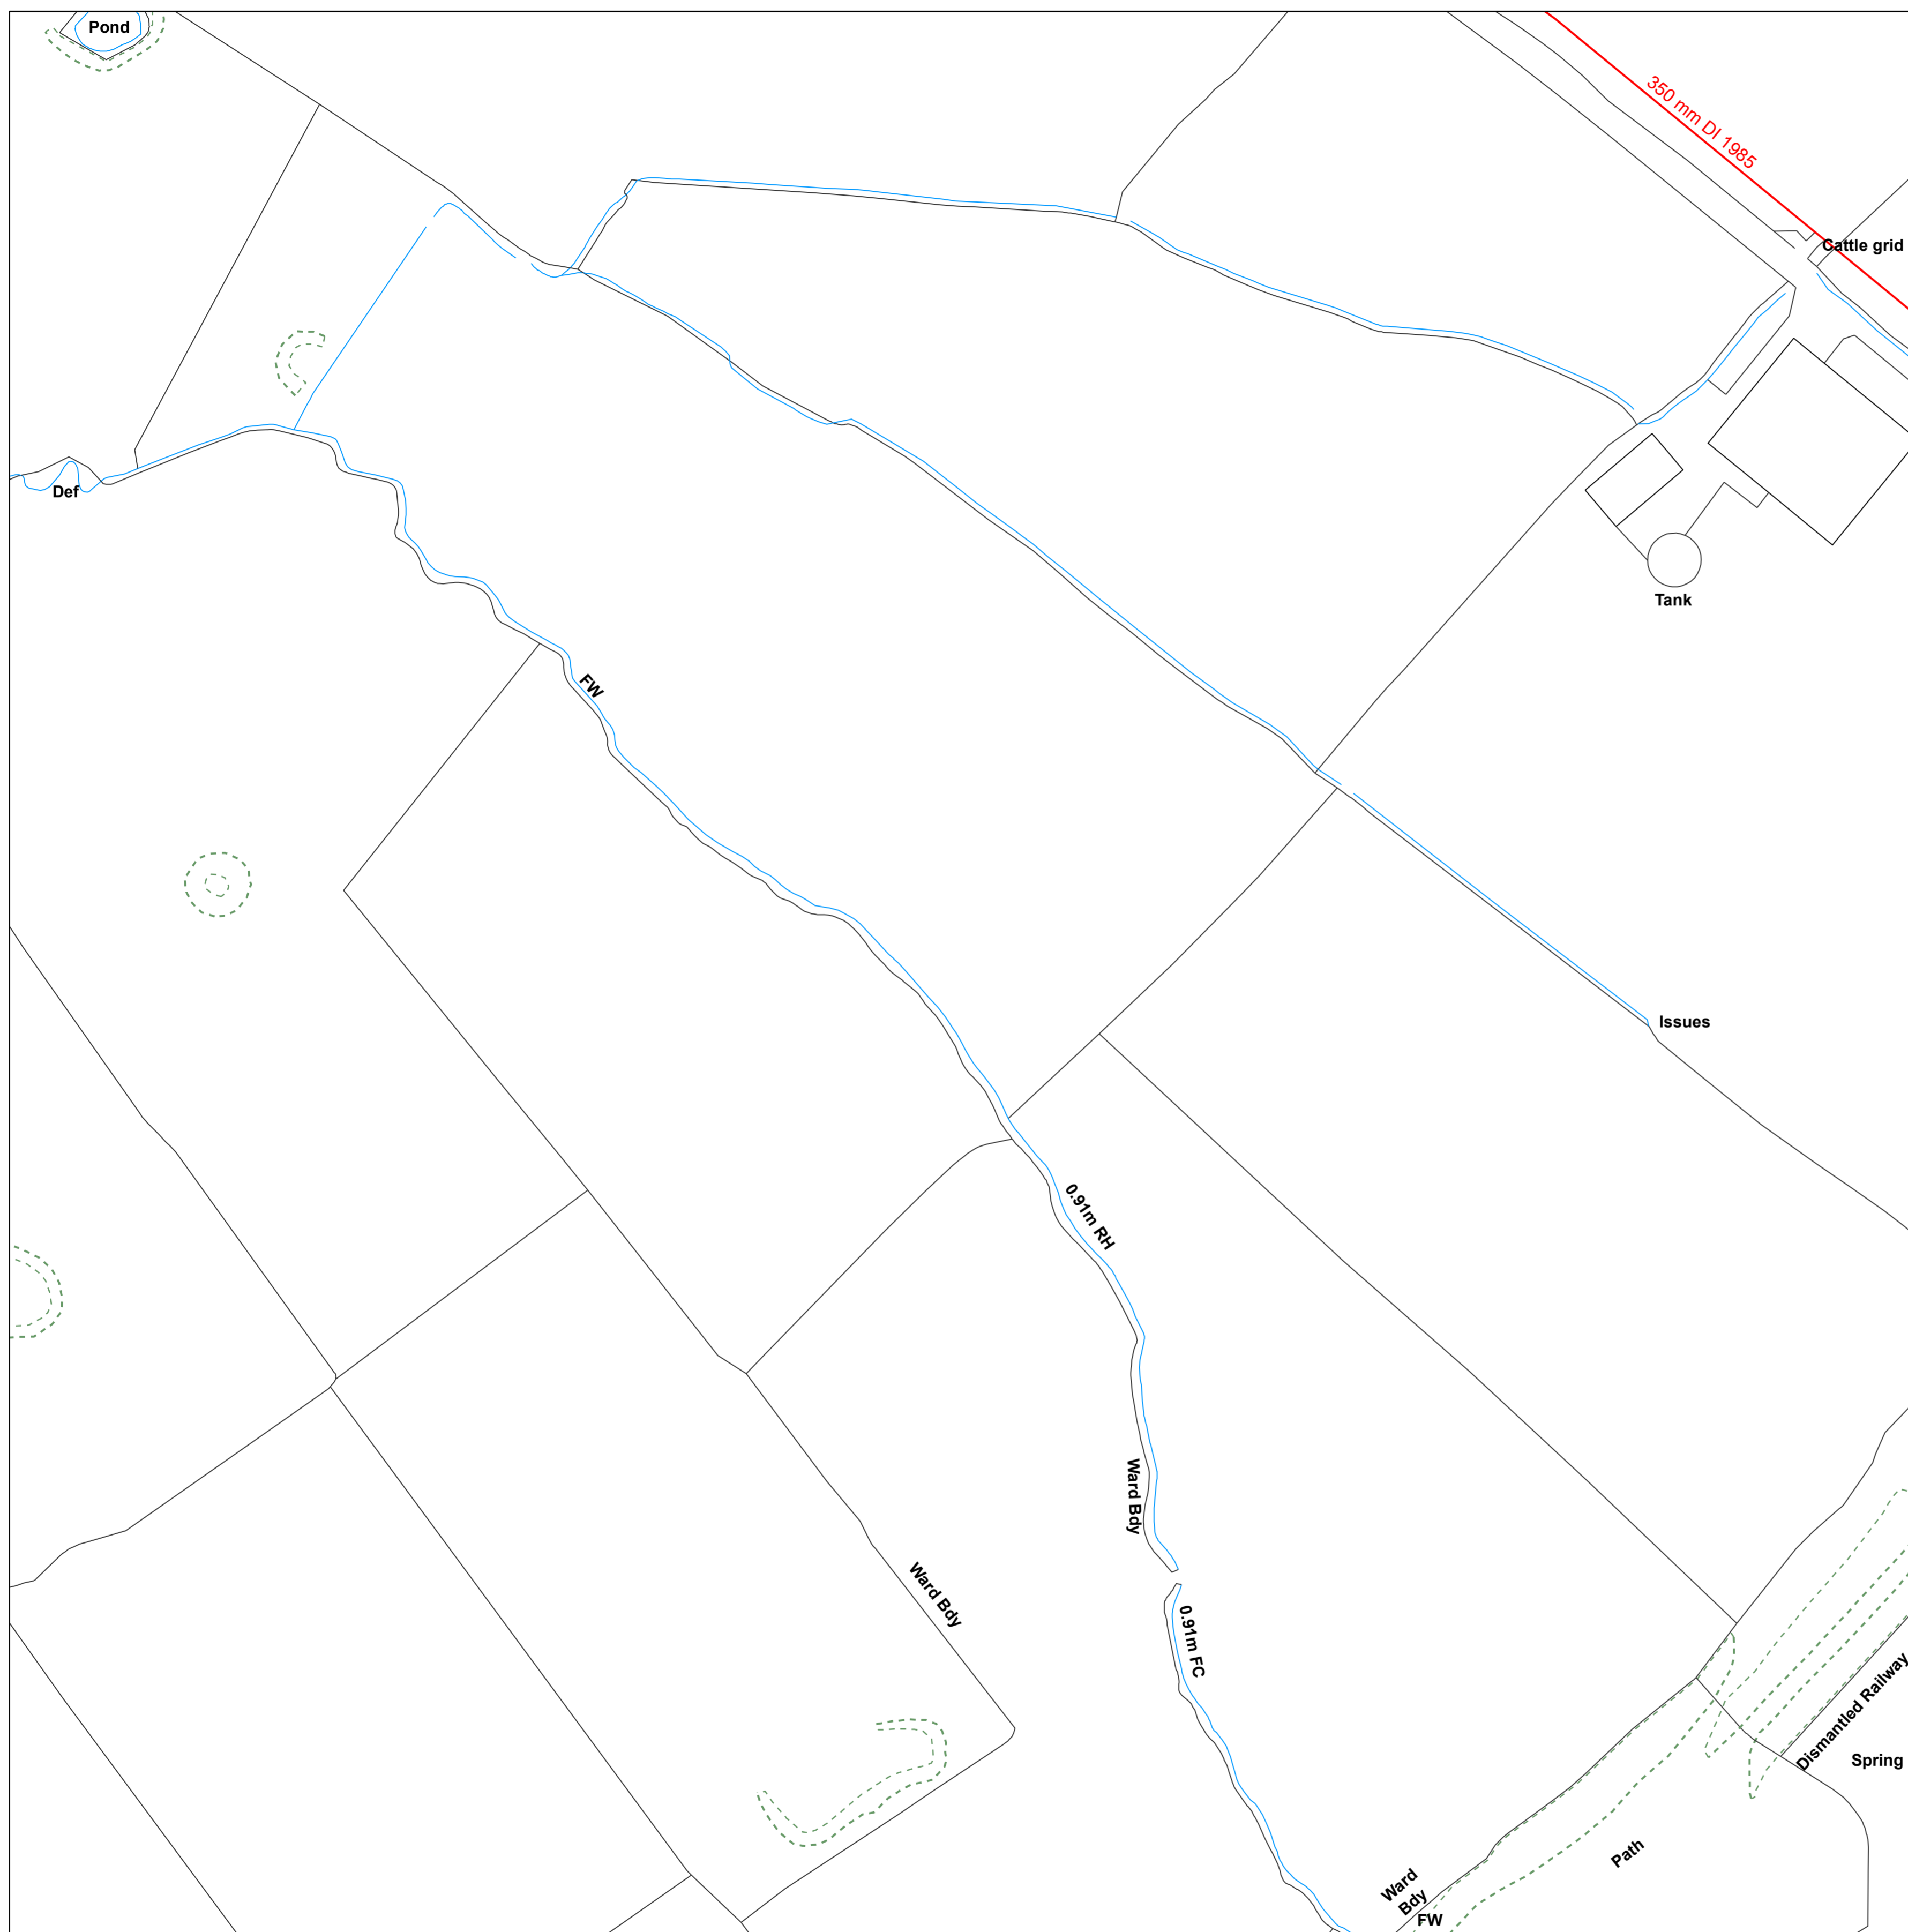 Pond
350 mm DI 1985
Cattle grid
Def
Tank
FW
Issues
0.91m RH
Ward Bdy
Ward Bdy
0.91m FC
Dismantled Railway
Spring
Path
Ward
Bdy
FW